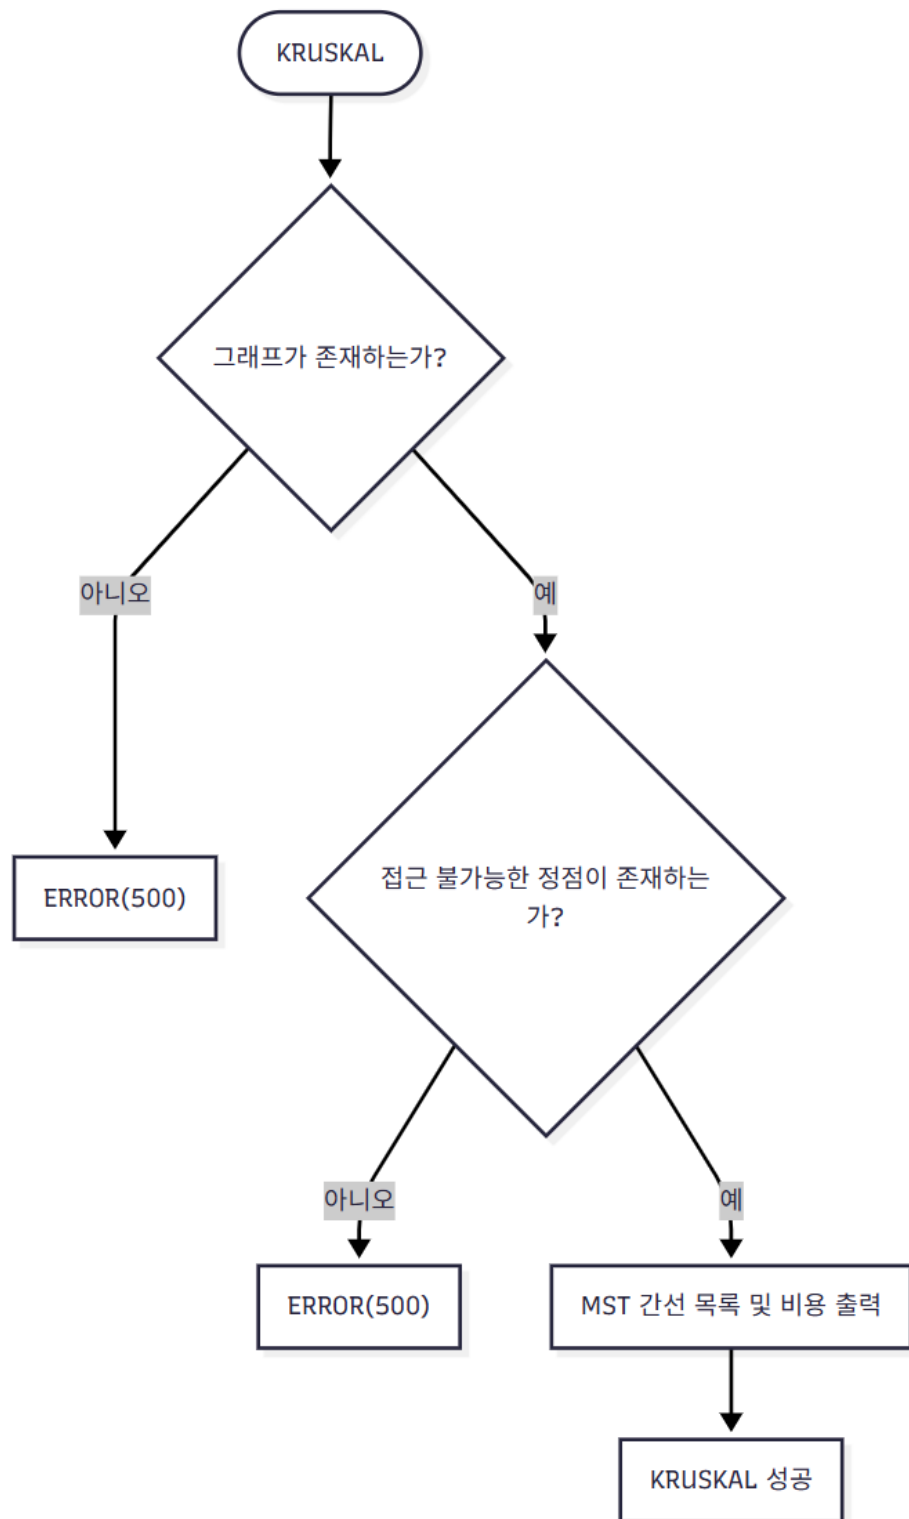 KRUSKAL
그래프가 존재하는가?
아니오
예
ERROR(500)
접근 불가능한 정점이 존재하는
가?
아니오
예
ERROR(500)
MST 간선 목록 및 비용 출력
KRUSKAL 성공